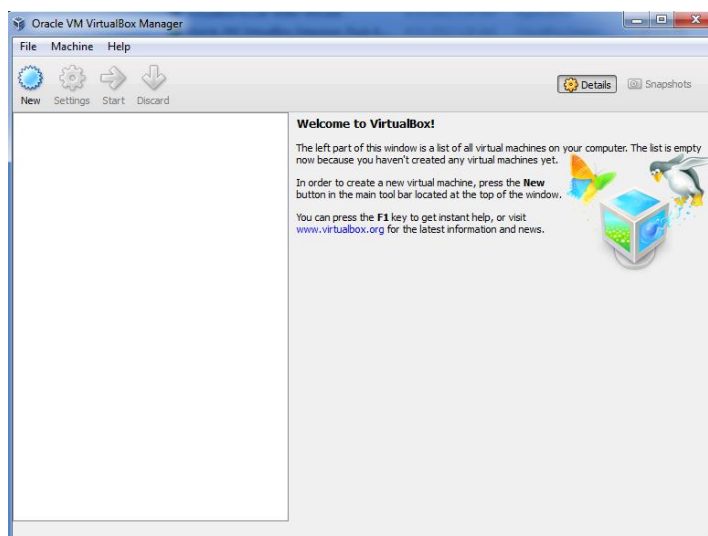 Oracle VM VirtualBox Manager
File Machine Help
New Settings Start Discard
Details Snapshots
Welcome to VirtualBox!
The left part of this window is a list of all virtual machines on your computer. The list is empty
now because you haven't created any virtual machines yet.
In order to create a new virtual machine, press the New
button in the main tool bar located at the top of the window.
You can press the F1 key to get instant help, or visit
www.virtualbox.org for the latest information and news.